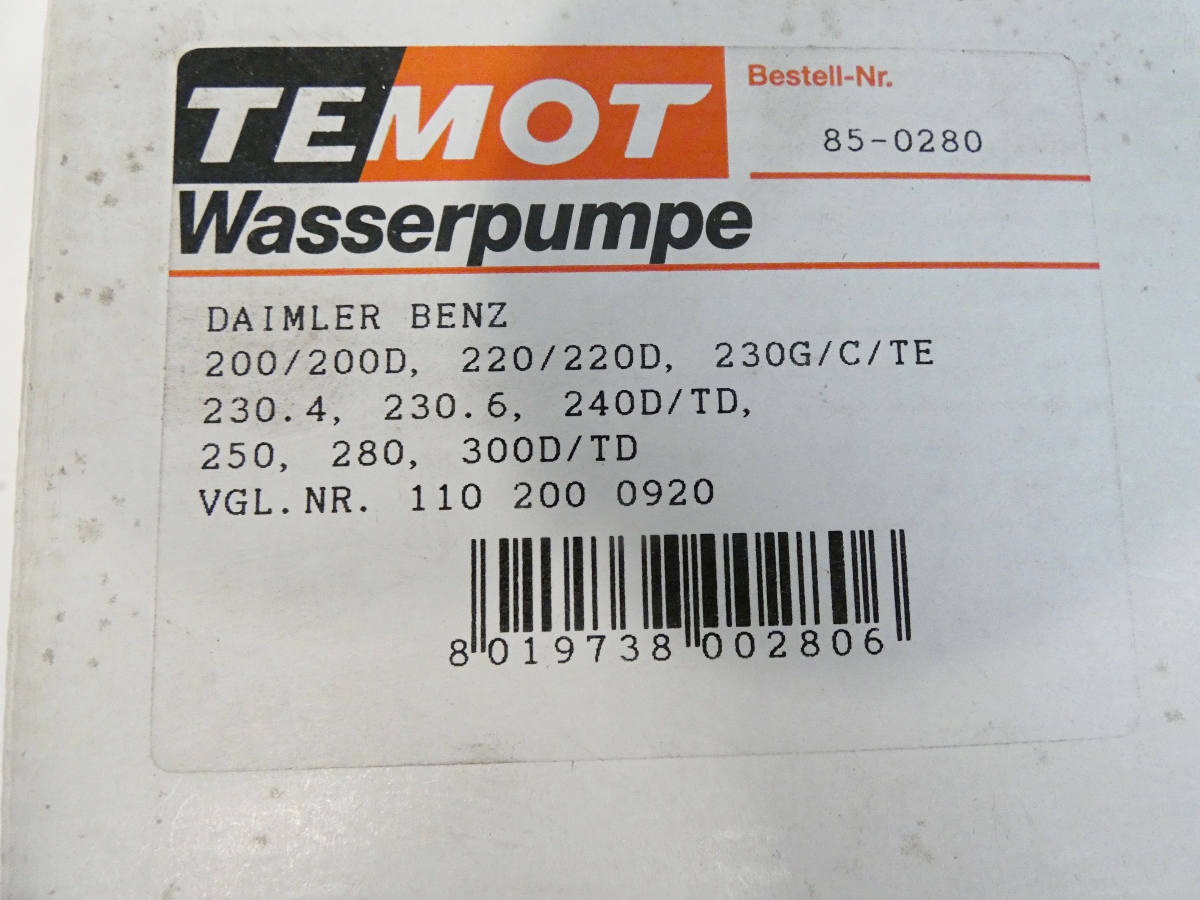 TEMOT
Bestell-Nr.
85-0280
Wasserpumpe
DAIMLER BENZ
200/200D, 220/220D, 230G/C/TE
230.4, 230.6, 240D/TD,
250, 280, 300D/TD
VGL.NR. 110 200 0920
8 019738 002806